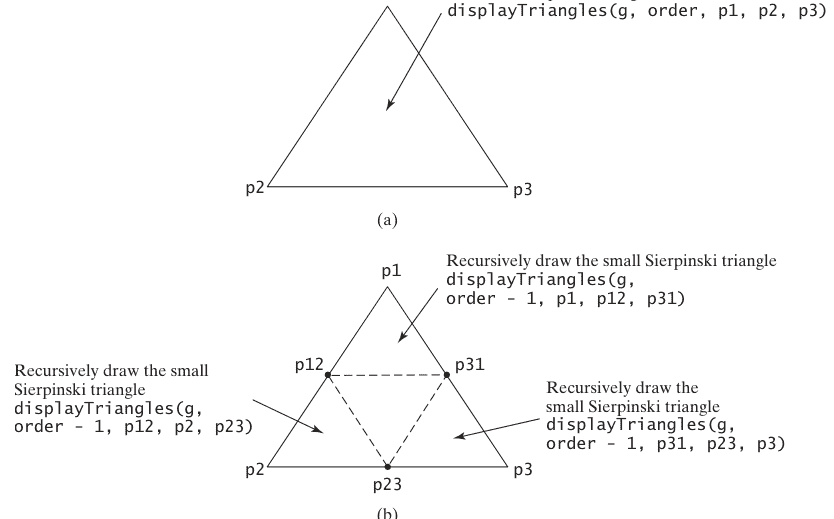 displayTriangles(g, order, p1, p2, p3)
p2
p3
(a)
Recursively draw the small Sierpinski triangle
displayTriangles(g,
order - 1, p1, p12, p31)
p1
p12
p31
Recursively draw the small
Sierpinski triangle
displayTriangles(g,
order - 1, p12, p2, p23)
Recursively draw the
small Sierpinski triangle
displayTriangles(g,
order - 1, p31, p23, p3)
p2
p3
p23
(b)